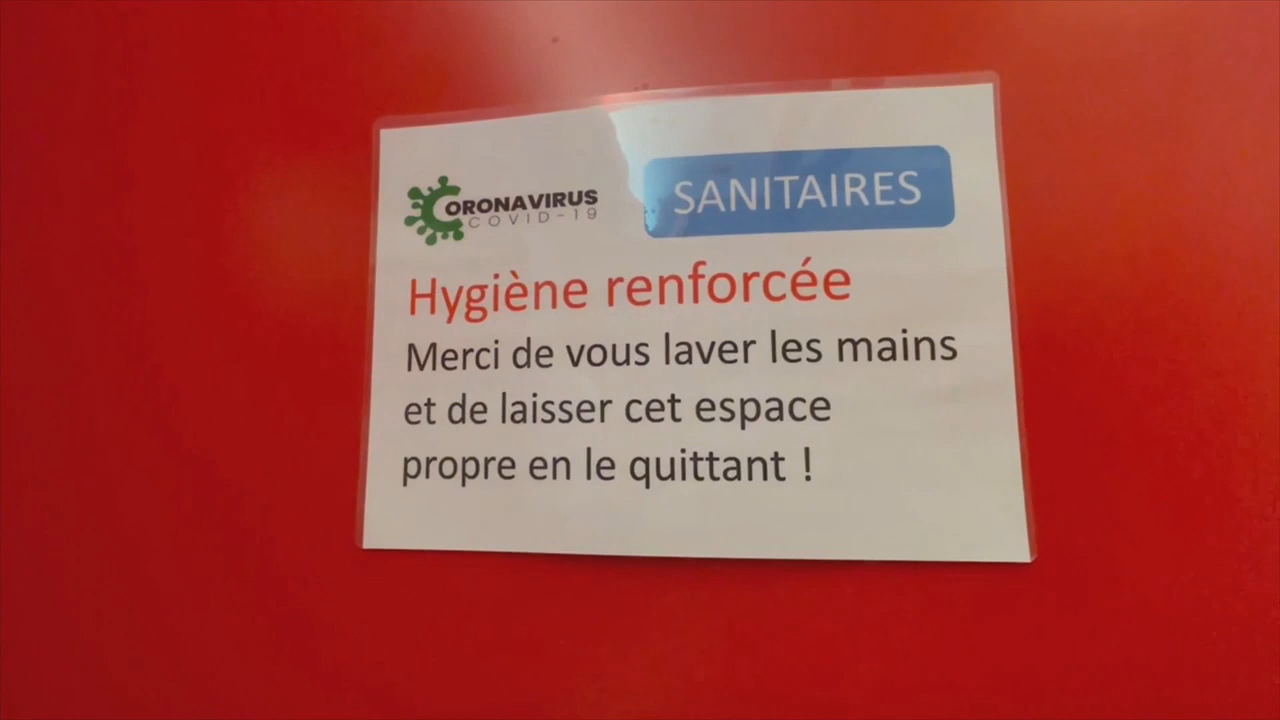 CORONAVIRUS
COVID-19
SANITAIRES
Hygiène renforcée
Merci de vous laver les mains
et de laisser cet espace
propre en le quittant !